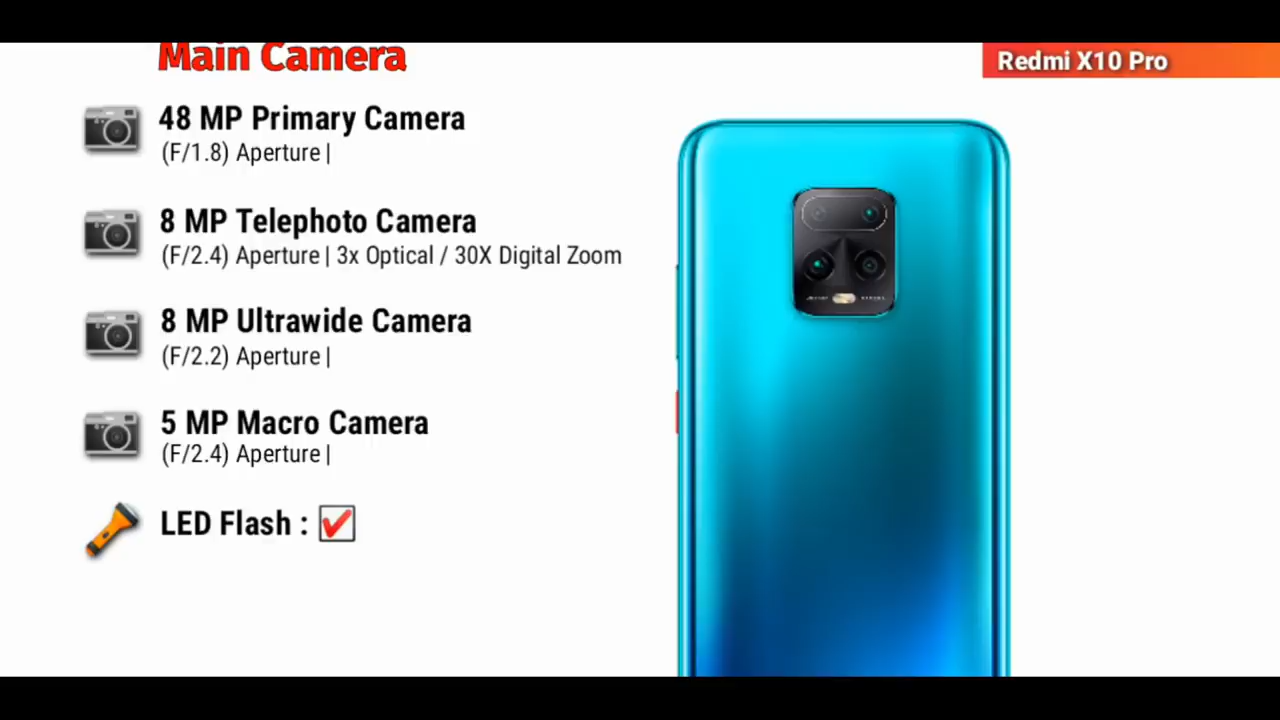 Main Camera
Redmi X10 Pro
48 MP Primary Camera
(F/1.8) Aperture |
8 MP Telephoto Camera
(F/2.4) Aperture | 3x Optical / 30X Digital Zoom
8 MP Ultrawide Camera
(F/2.2) Aperture |
5 MP Macro Camera
(F/2.4) Aperture |
LED Flash :